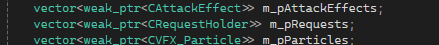 vector<weak_ptr<CAttackEffect>> m_pAttackEffects;
vector<weak_ptr<CRequestHolder>> m_pRequests;
vector<weak_ptr<CVFX_Particle>> m_pParticles;